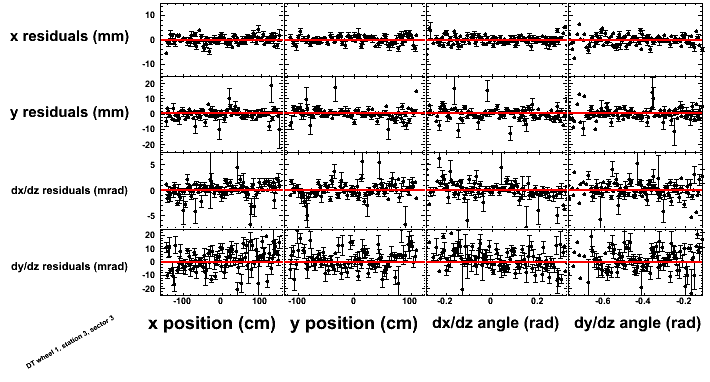 10
x residuals (mm)
0
-10
20
10
y residuals (mm)
0
-10
-20
5
dx/dz residuals (mrad)
0
-5
20
10
dy/dz residuals (mrad)
0
-10
-20
-100 0 100 -100 0 100 -0.2 0 0.2 -0.6 -0.4 -0.2
x position (cm) y position (cm) dx/dz angle (rad) dy/dz angle (rad)
DT wheel 1, station 3, sector 3